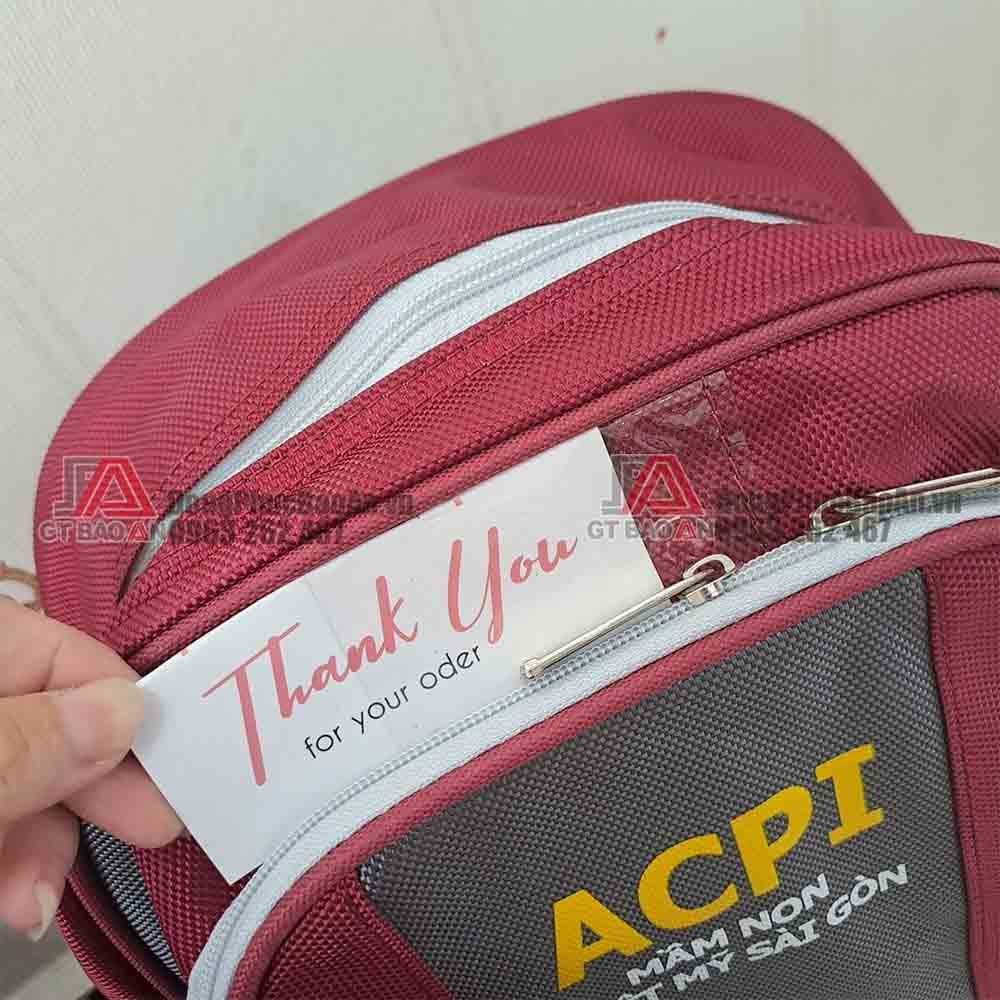 Thank You
for your oder
GT BAO AN
GT BAO AN
ACPI
MẦM NON
MỸ SÀI GÒN